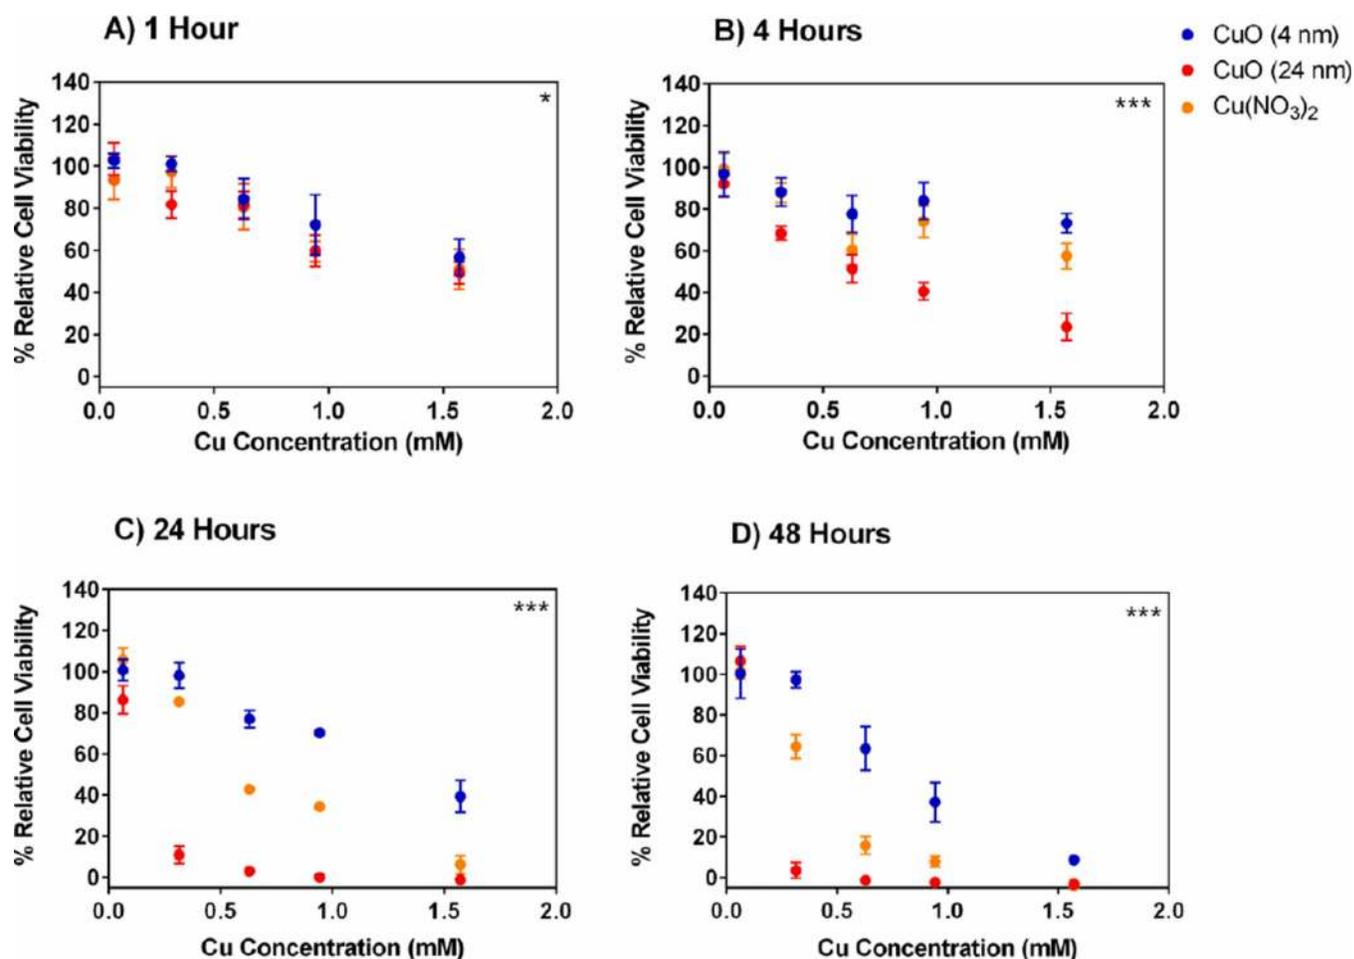 A) 1 Hour
B) 4 Hours
CuO (4 nm)
CuO (24 nm)
Cu(NO3)2
% Relative Cell Viability
140
120
100
80
60
40
20
0
*
0.0 0.5 1.0 1.5 2.0
Cu Concentration (mM)
% Relative Cell Viability
140
120
100
80
60
40
20
0
***
0.0 0.5 1.0 1.5 2.0
Cu Concentration (mM)
C) 24 Hours
D) 48 Hours
% Relative Cell Viability
140
120
100
80
60
40
20
0
***
0.0 0.5 1.0 1.5 2.0
Cu Concentration (mM)
% Relative Cell Viability
140
120
100
80
60
40
20
0
***
0.0 0.5 1.0 1.5 2.0
Cu Concentration (mM)